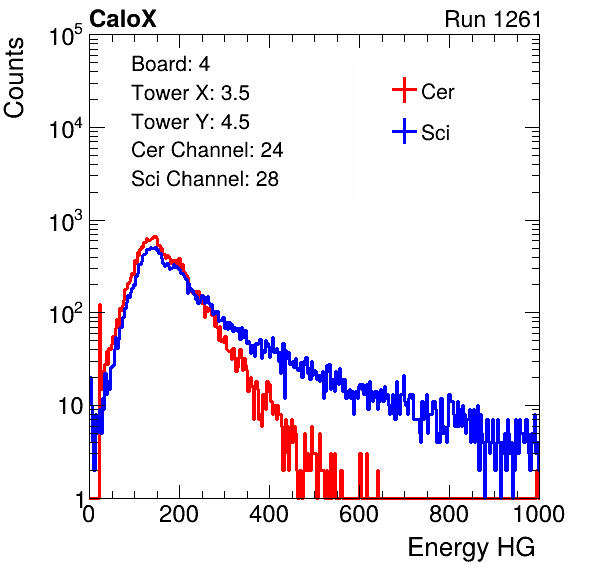 CaloX Run 1261
Counts
10^5
Board: 4
Tower X: 3.5
Cer
Tower Y: 4.5
10^4
Sci
Cer Channel: 24
Sci Channel: 28
10^3
10^2
10
1
0 200 400 600 800 1000
Energy HG